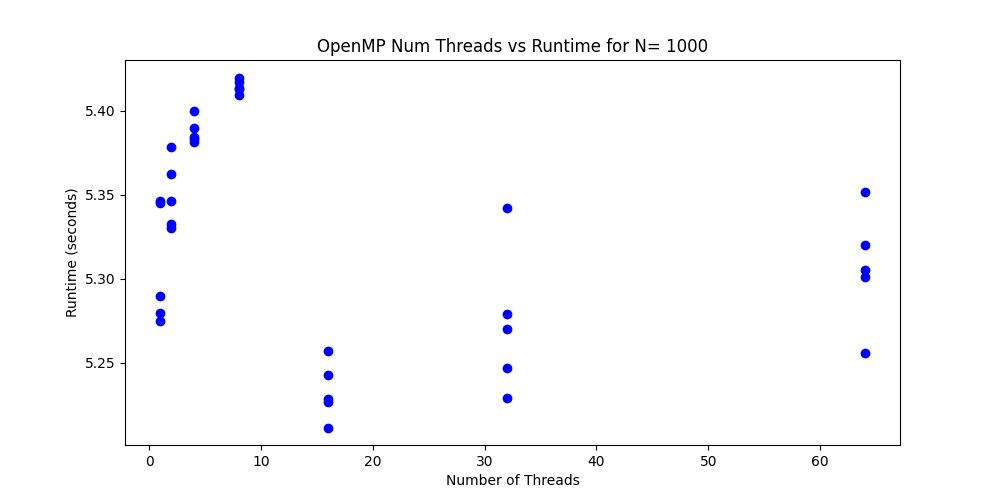 OpenMP Num Threads vs Runtime for N= 1000
Runtime (seconds)
5.40
5.35
5.30
5.25
0 10 20 30 40 50 60
Number of Threads